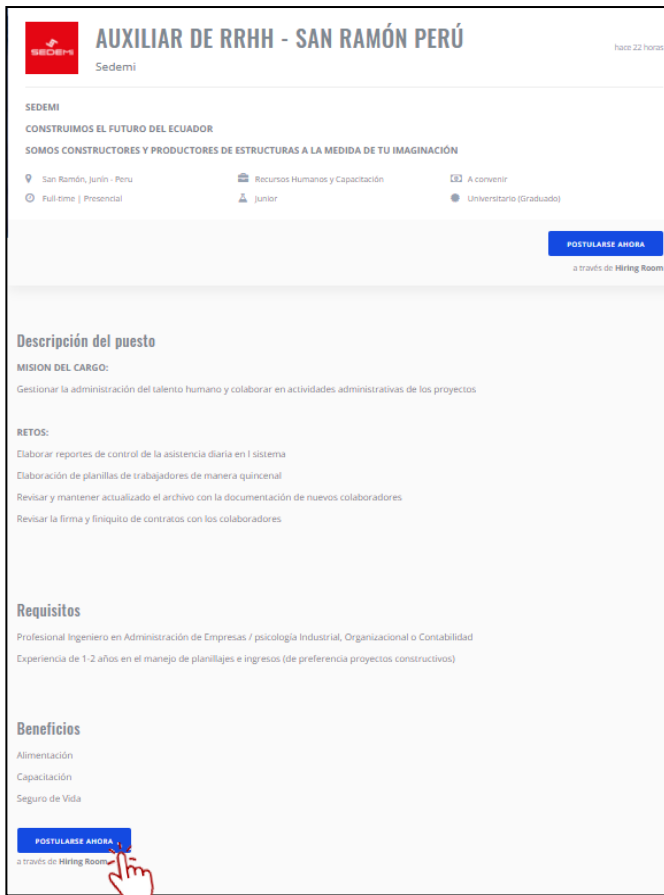 SEDEMI
AUXILIAR DE RRHH - SAN RAMÓN PERÚ
hace 22 horas
Sedemi
SEDEMI
CONSTRUIMOS EL FUTURO DEL ECUADOR
SOMOS CONSTRUCTORES Y PRODUCTORES DE ESTRUCTURAS A LA MEDIDA DE TU IMAGINACIÓN
San Ramón, Junín - Peru
Recursos Humanos y Capacitación
A convenir
Full-time | Presencial
Junior
Universitario (Graduado)
POSTULARSE AHORA
a través de Hiring Room
Descripción del puesto
MISION DEL CARGO:
Gestionar la administración del talento humano y colaborar en actividades administrativas de los proyectos
RETOS:
Elaborar reportes de control de la asistencia diaria en l sistema
Elaboración de planillas de trabajadores de manera quincenal
Revisar y mantener actualizado el archivo con la documentación de nuevos colaboradores
Revisar la firma y finiquito de contratos con los colaboradores
Requisitos
Profesional Ingeniero en Administración de Empresas / psicología Industrial, Organizacional o Contabilidad
Experiencia de 1-2 años en el manejo de planillajes e ingresos (de preferencia proyectos constructivos)
Beneficios
Alimentación
Capacitación
Seguro de Vida
POSTULARSE AHORA
a través de Hiring Room